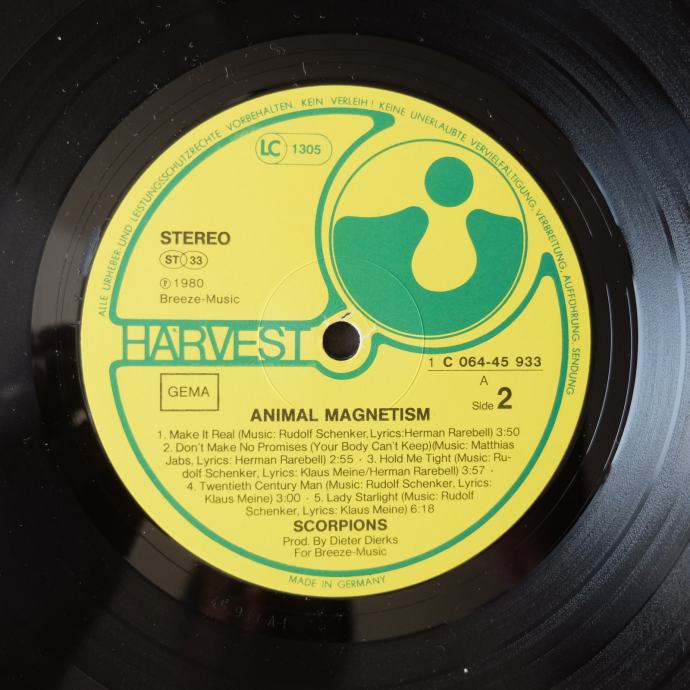 ALLE URHEBER-UND LEISTUNGSSCHUTZRECHTE VORBEHALTEN. KEIN VERLEIH! KEINE UNERLAUBTE VERVIELFÄLTIGUNG, VERBREITUNG, AUFFÜHRUNG, SENDUNG
LC 1305
STEREO
ST 33
Ⓟ 1980
Breeze-Music
HARVEST
1 C 064-45 933
A
GEMA
Side 2
ANIMAL MAGNETISM
1. Make It Real (Music: Rudolf Schenker, Lyrics:Herman Rarebell) 3:50
2. Don't Make No Promises (Your Body Can't Keep)(Music: Matthias
Jabs, Lyrics: Herman Rarebell) 2:55 · 3. Hold Me Tight (Music: Ru-
dolf Schenker, Lyrics: Klaus Meine/Herman Rarebell) 3:57 ·
4. Twentieth Century Man (Music: Rudolf Schenker, Lyrics:
Klaus Meine) 3:00 · 5. Lady Starlight (Music: Rudolf
Schenker, Lyrics: Klaus Meine) 6:18
SCORPIONS
Prod. By Dieter Dierks
For Breeze-Music
MADE IN GERMANY